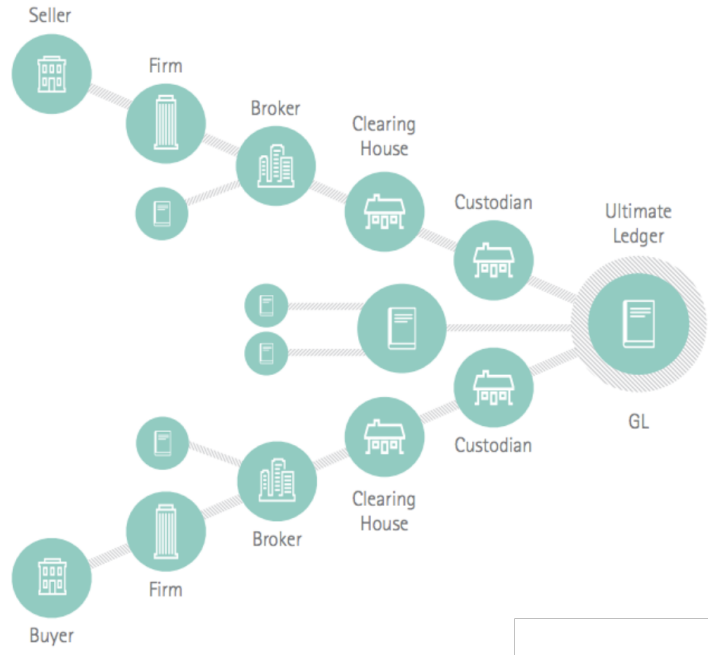 Seller
Firm
Broker
Clearing
House
Custodian
Ultimate
Ledger
GL
Custodian
Clearing
House
Broker
Firm
Buyer